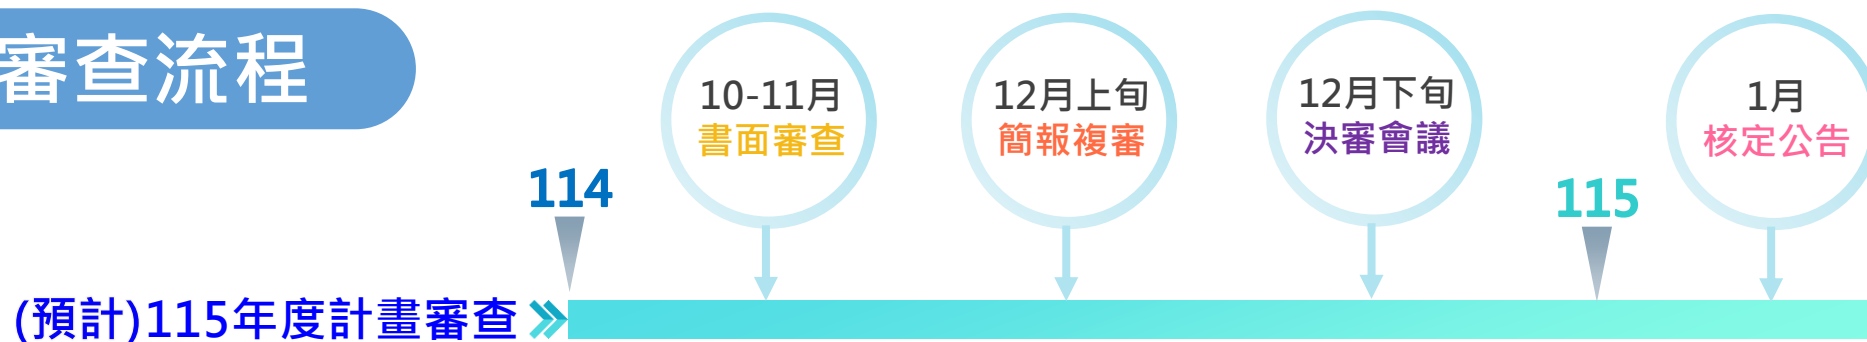 審查流程
10-11月
書面審查
12月上旬
簡報複審
12月下旬
決審會議
1月
核定公告
114
115
(預計)115年度計畫審查